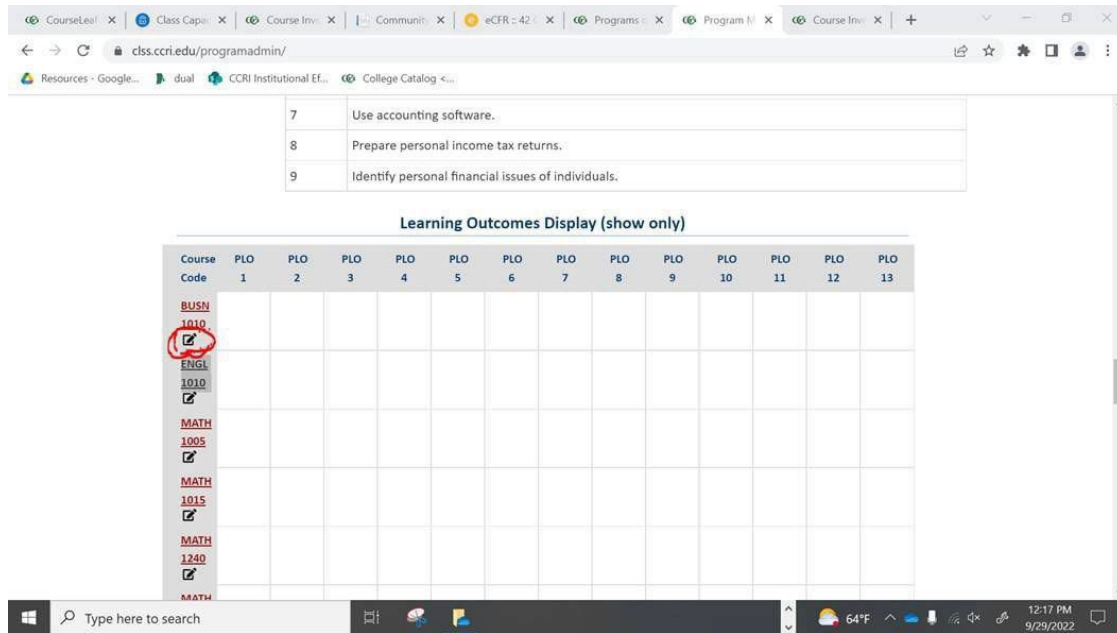 CourseLeaf
Class Capac
Course Inv
Communit
eCFR :: 42 C
Programs
Program M
Course Inv
clss.ccri.edu/programadmin/
Resources - Google...
dual
CCRI Institutional Ef...
College Catalog <...
7 Use accounting software.
8 Prepare personal income tax returns.
9 Identify personal financial issues of individuals.
Learning Outcomes Display (show only)
Course PLO PLO PLO PLO PLO PLO PLO PLO PLO PLO PLO PLO PLO
Code 1 2 3 4 5 6 7 8 9 10 11 12 13
BUSN
1010
ENGL
1010
MATH
1005
MATH
1015
MATH
1240
MATH
Type here to search
64°F
12:17 PM
9/29/2022